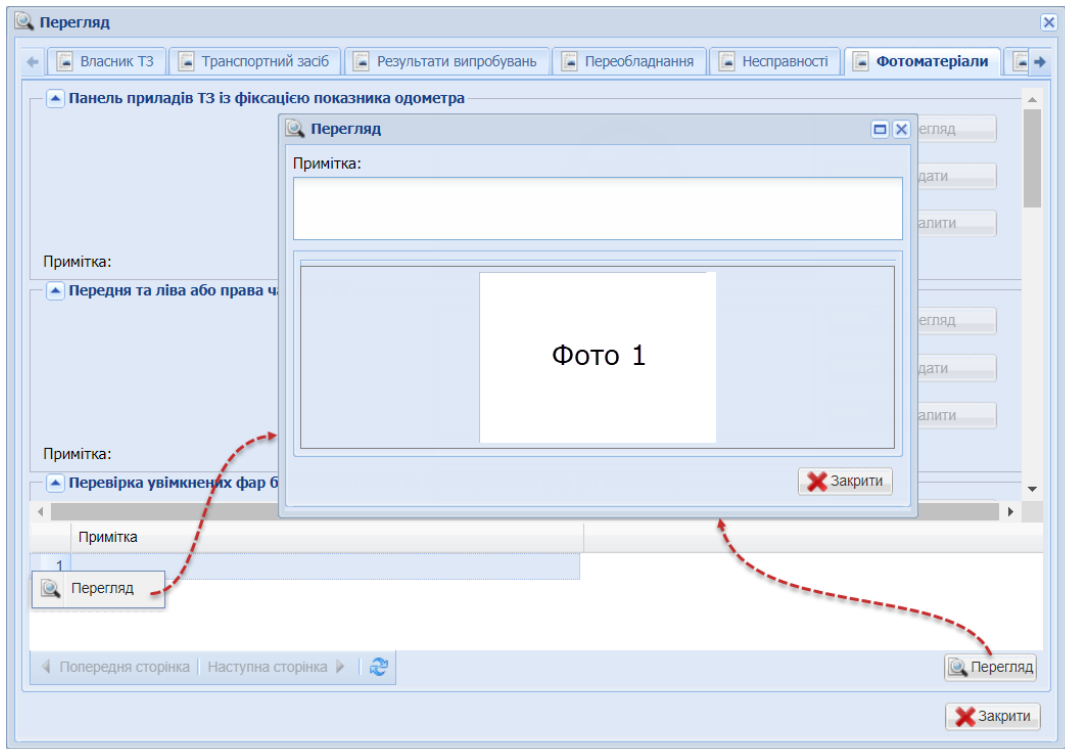 Перегляд
Власник ТЗ Транспортний засіб Результати випробувань Переобладнання Несправності Фотоматеріали
Панель приладів ТЗ із фіксацією показника одометра
Перегляд
Примітка:
Примітка:
Передня та ліва або права
Фото 1
Примітка:
Закрити
Перевірка увімкнених фар
Примітка
1
Перегляд
Попередня сторінка Наступна сторінка
Перегляд
Закрити